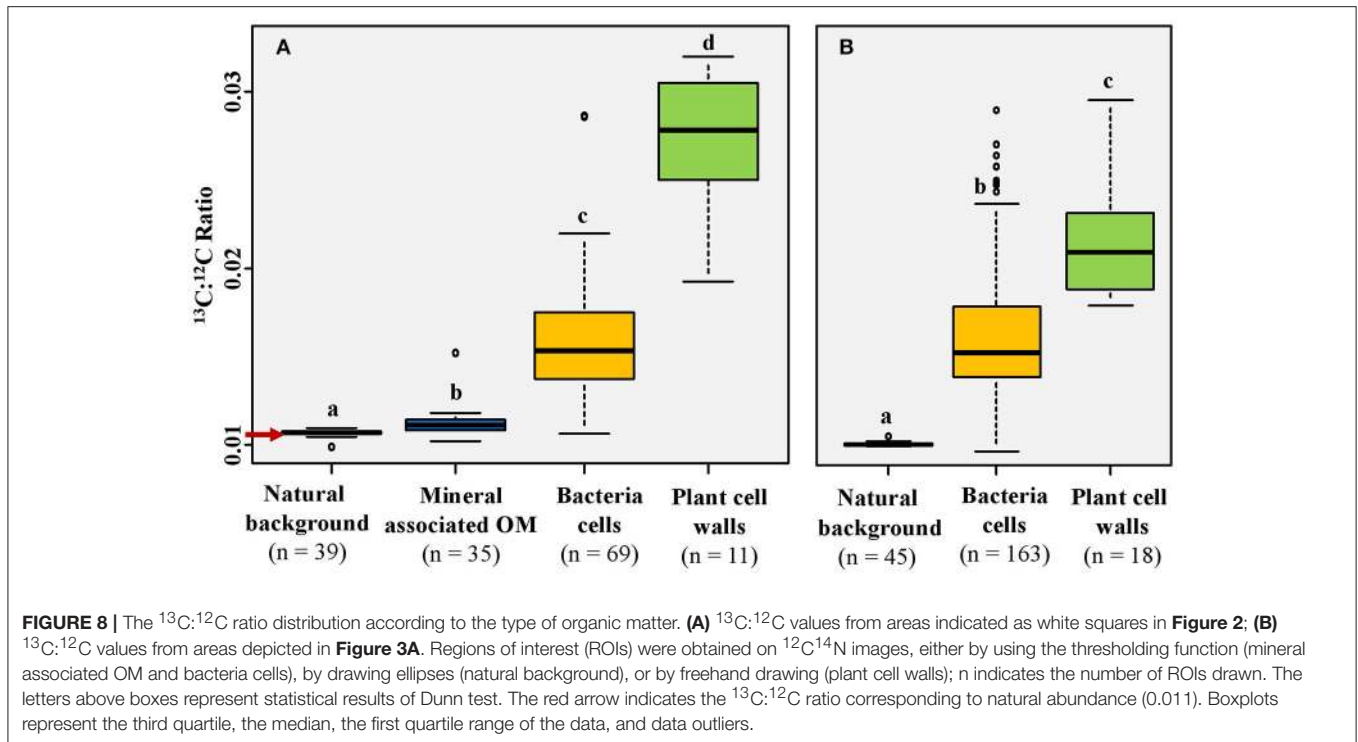 A
B
d
c
c
b
b
a
a
0.03
0.02
0.01
¹³C:¹²C Ratio
Natural background (n = 39)
Mineral associated OM (n = 35)
Bacteria cells (n = 69)
Plant cell walls (n = 11)
Natural background (n = 45)
Bacteria cells (n = 163)
Plant cell walls (n = 18)
FIGURE 8 | The ¹³C:¹²C ratio distribution according to the type of organic matter. (A) ¹³C:¹²C values from areas indicated as white squares in Figure 2; (B)
¹³C:¹²C values from areas depicted in Figure 3A. Regions of interest (ROIs) were obtained on ¹²C¹⁴N images, either by using the thresholding function (mineral
associated OM and bacteria cells), by drawing ellipses (natural background), or by freehand drawing (plant cell walls); n indicates the number of ROIs drawn. The
letters above boxes represent statistical results of Dunn test. The red arrow indicates the ¹³C:¹²C ratio corresponding to natural abundance (0.011). Boxplots
represent the third quartile, the median, the first quartile range of the data, and data outliers.